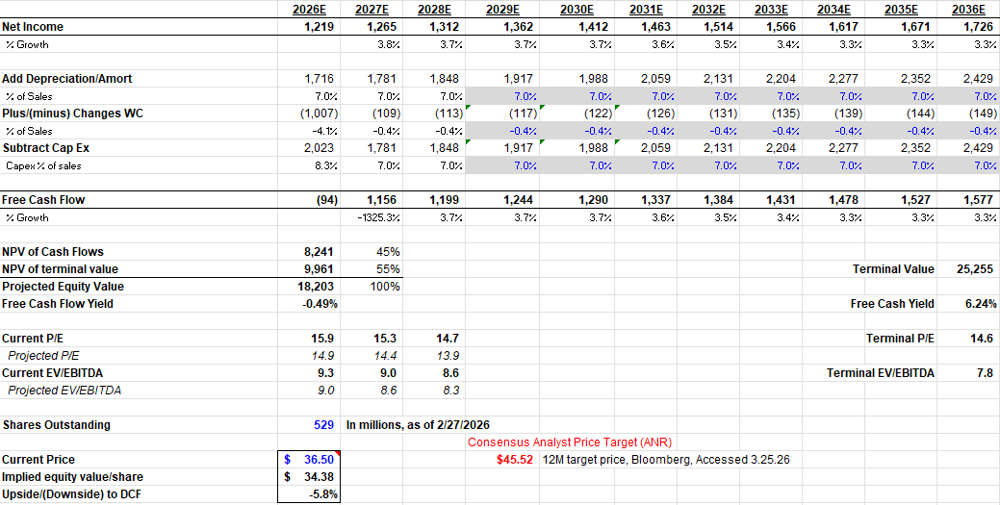 2026E 2027E 2028E 2029E 2030E 2031E 2032E 2033E 2034E 2035E 2036E
Net Income 1,219 1,265 1,312 1,362 1,412 1,463 1,514 1,566 1,617 1,671 1,726
% Growth 3.8% 3.7% 3.7% 3.7% 3.6% 3.5% 3.4% 3.3% 3.3% 3.3%
Add Depreciation/Amort 1,716 1,781 1,848 1,917 1,988 2,059 2,131 2,204 2,277 2,352 2,429
% of Sales 7.0% 7.0% 7.0% 7.0% 7.0% 7.0% 7.0% 7.0% 7.0% 7.0% 7.0%
Plus/(minus) Changes WC (1,007) (109) (113) (117) (122) (126) (131) (135) (139) (144) (149)
% of Sales -4.1% -0.4% -0.4% -0.4% -0.4% -0.4% -0.4% -0.4% -0.4% -0.4% -0.4%
Subtract Cap Ex 2,023 1,781 1,848 1,917 1,988 2,059 2,131 2,204 2,277 2,352 2,429
Capex % of sales 8.3% 7.0% 7.0% 7.0% 7.0% 7.0% 7.0% 7.0% 7.0% 7.0% 7.0%
Free Cash Flow (94) 1,156 1,199 1,244 1,290 1,337 1,384 1,431 1,478 1,527 1,577
% Growth -1325.3% 3.7% 3.7% 3.7% 3.6% 3.5% 3.4% 3.3% 3.3% 3.3%
NPV of Cash Flows 8,241 45%
NPV of terminal value 9,961 55% Terminal Value 25,255
Projected Equity Value 18,203 100%
Free Cash Flow Yield -0.49% Free Cash Yield 6.24%
Current P/E 15.9 15.3 14.7 Terminal P/E 14.6
Projected P/E 14.9 14.4 13.9
Current EV/EBITDA 9.3 9.0 8.6 Terminal EV/EBITDA 7.8
Projected EV/EBITDA 9.0 8.6 8.3
Shares Outstanding 529 In millions, as of 2/27/2026
Consensus Analyst Price Target (ANR)
Current Price $ 36.50 $45.52 12M target price, Bloomberg, Accessed 3.25.26
Implied equity value/share $ 34.38
Upside/(Downside) to DCF -5.8%